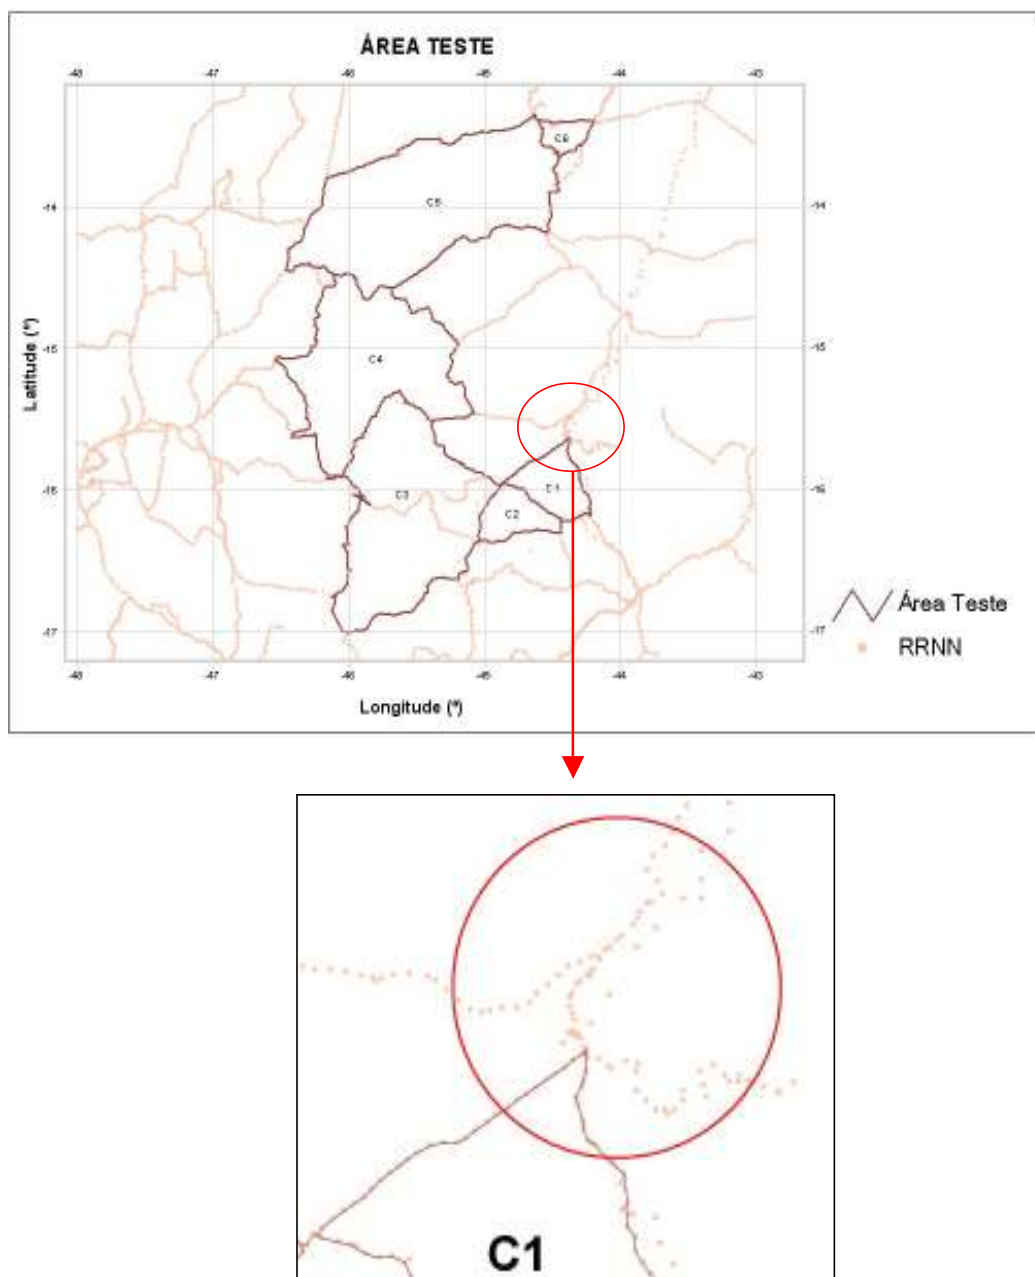 ÁREA TESTE
-48 -47 -46 -45 -44 -43
C6
C5
-14 -14
-15 -15
C4
Latitude (º)
C3 C1
-16 -16
C2
Área Teste
-17 -17
RRNN
-48 -47 -46 -45 -44 -43
Longitude (º)
C1